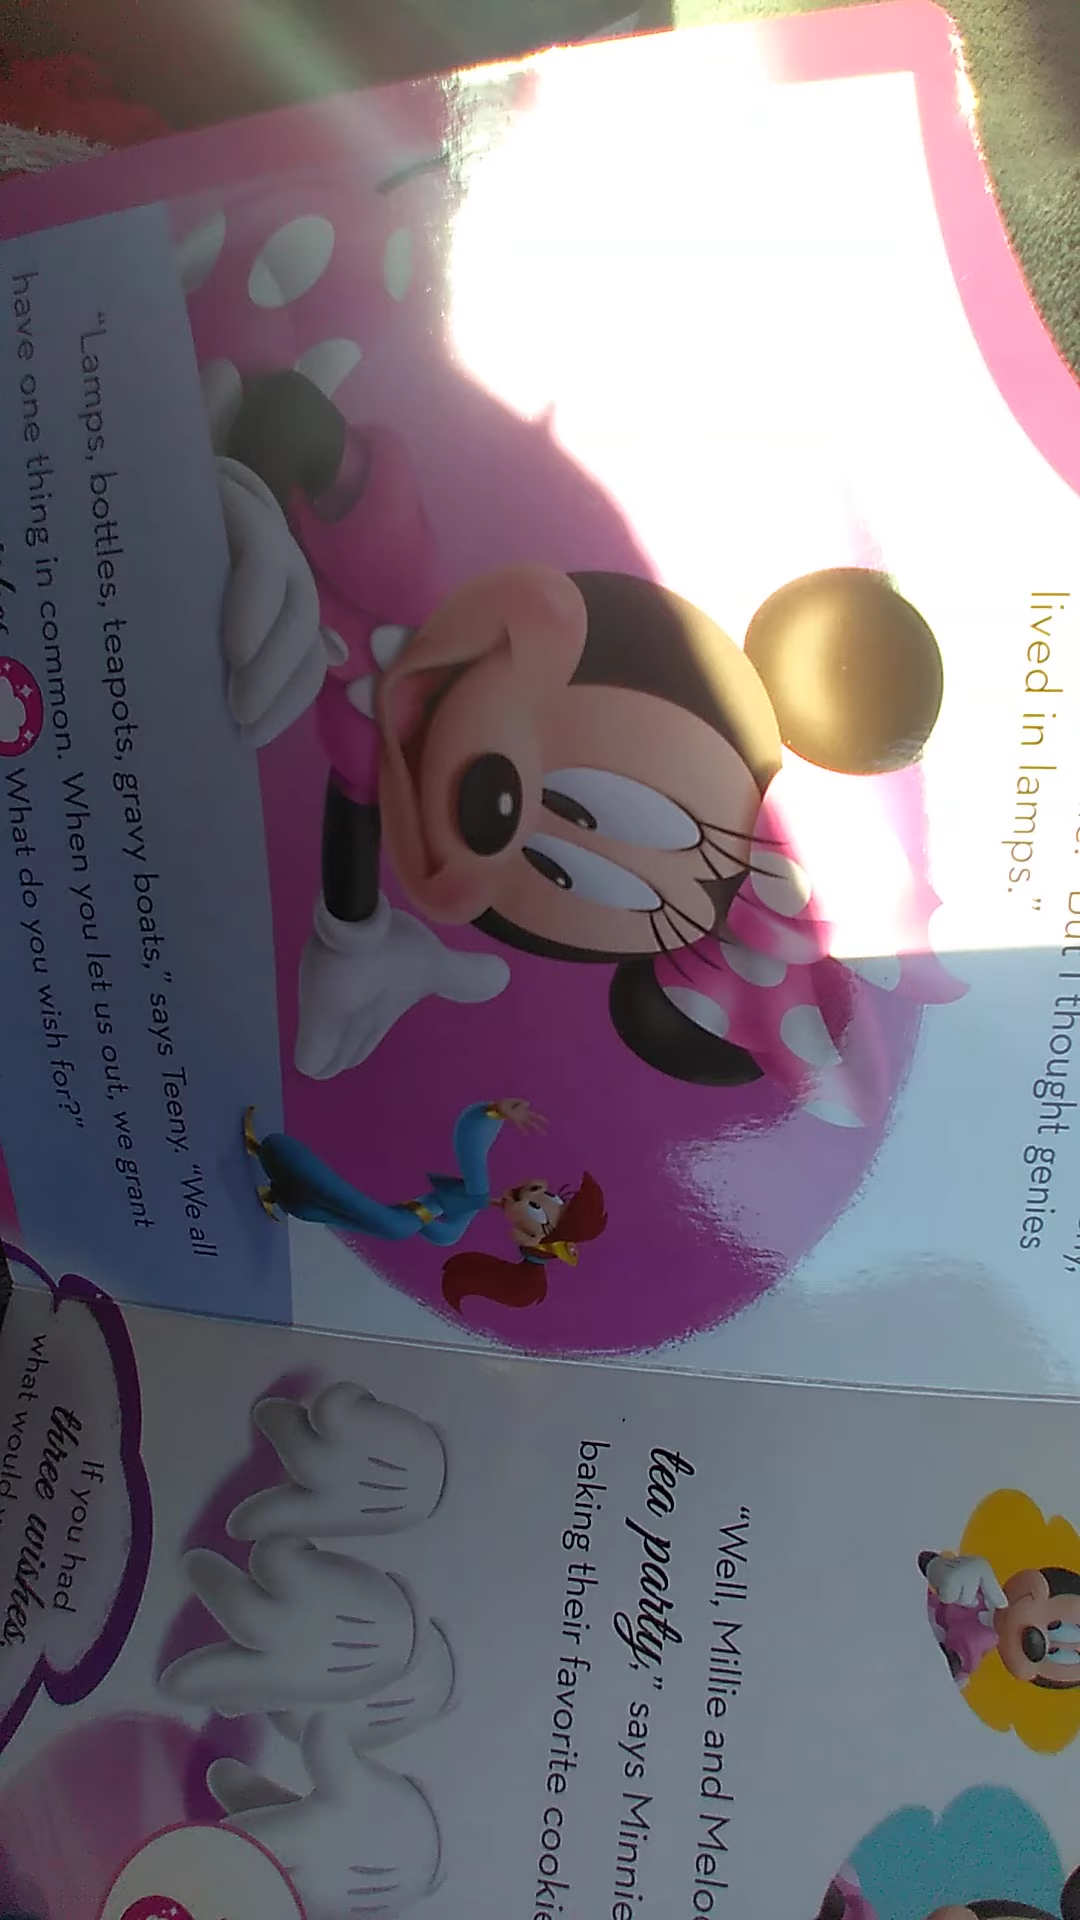 but I thought genies
lived in lamps."
"Lamps, bottles, teapots, gravy boats," says Teeny. "We all
have one thing in common. When you let us out, we grant
What do you wish for?"
"Well, Millie and
tea party," says Minnie
baking their favorite
If you had
three wishes,
what would